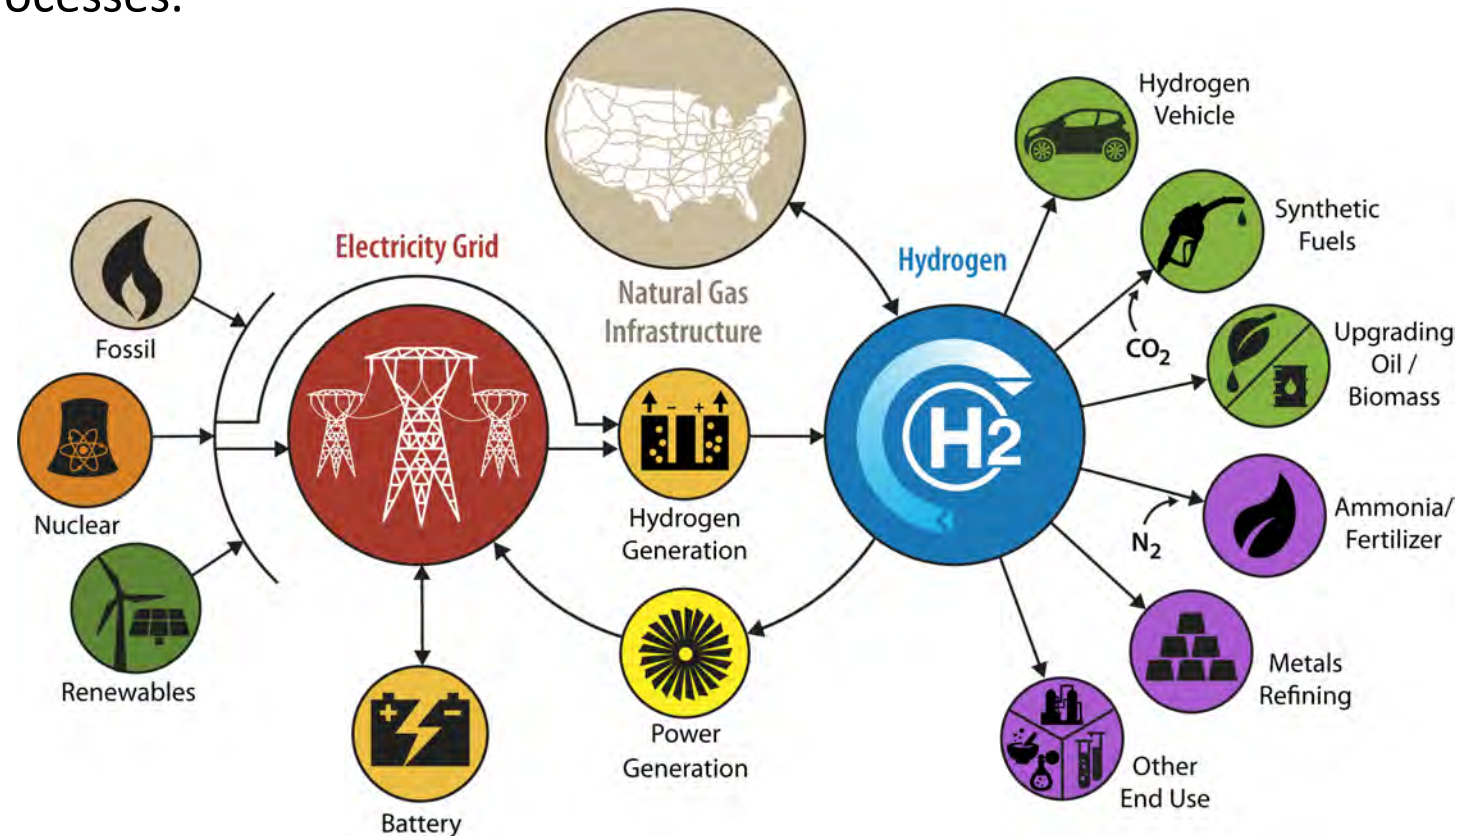 ocesses.
Hydrogen
Vehicle
Synthetic
Fuels
Electricity Grid
Hydrogen
Natural Gas
Infrastructure
Fossil
CO₂
Upgrading
Oil /
Biomass
- +
H2
Nuclear
Hydrogen
Generation
N₂
Ammonia/
Fertilizer
Renewables
Metals
Refining
+ -
Power
Generation
Other
End Use
Battery